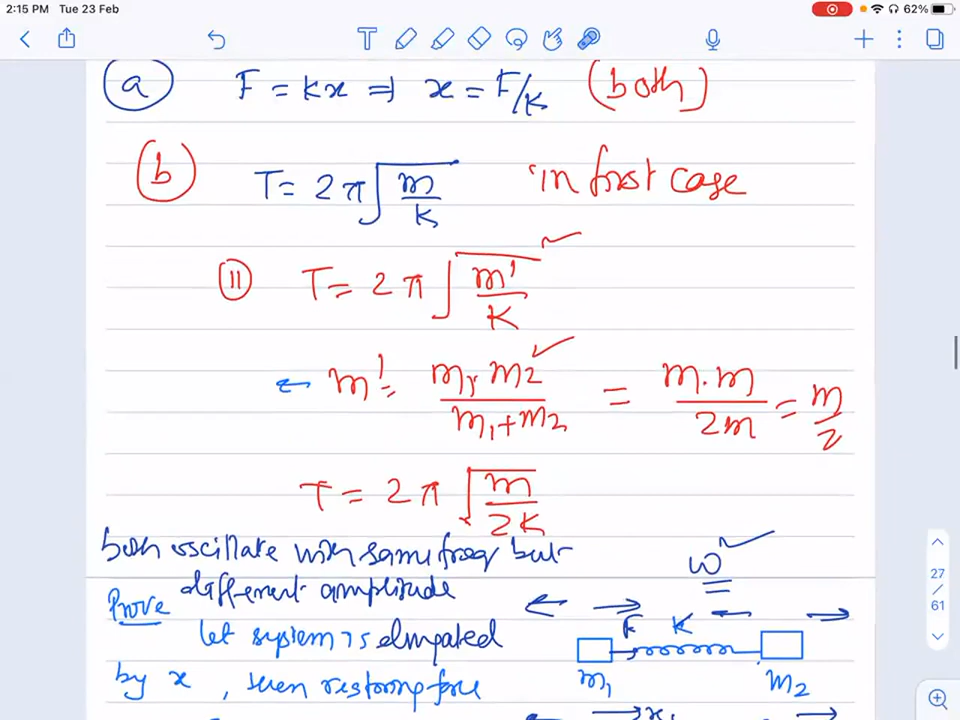 2:15 PM Tue 23 Feb 62%
(a) F = kx ⇒ x = F/K (both)
(b) T = 2π√(m/k) in first case
(II) T = 2π√(m'/K)
m' = m1, m2/(m1+m2) = m.m/2m = m/2
T = 2π√(m/2K)
both oscillate with same freq but
different amplitude
ω
Prove
F K
let system is elongated
m1 m2
by x, then restoring force
x1
27
/
61